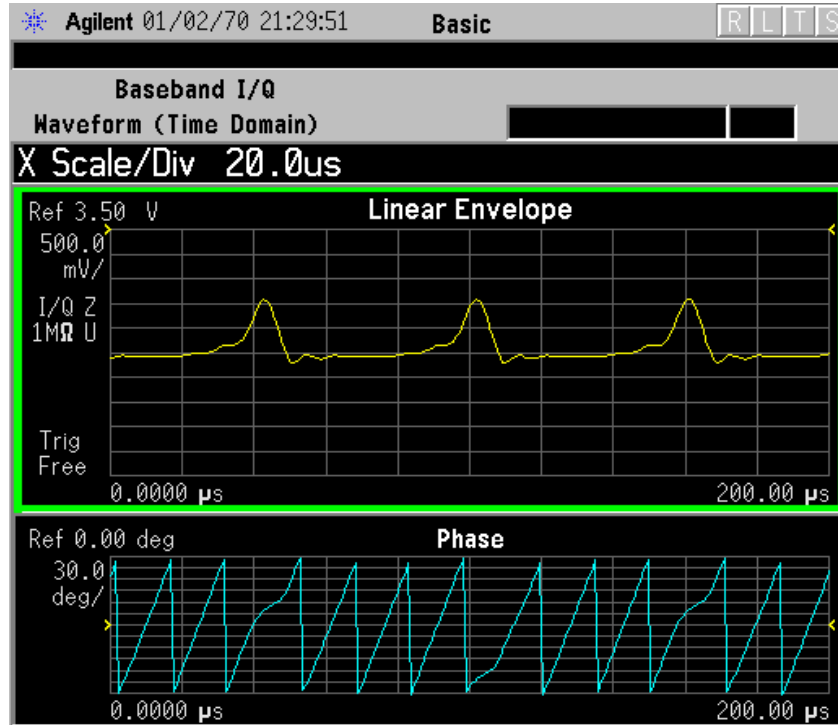 Agilent 01/02/70 21:29:51 Basic R L T S
Baseband I/Q
Waveform (Time Domain)
X Scale/Div 20.0us
Ref 3.50 V Linear Envelope
500.0
mV/
I/Q Z
1MΩ U
Trig
Free
0.0000 µs 200.00 µs
Ref 0.00 deg Phase
30.0
deg/
0.0000 µs 200.00 µs